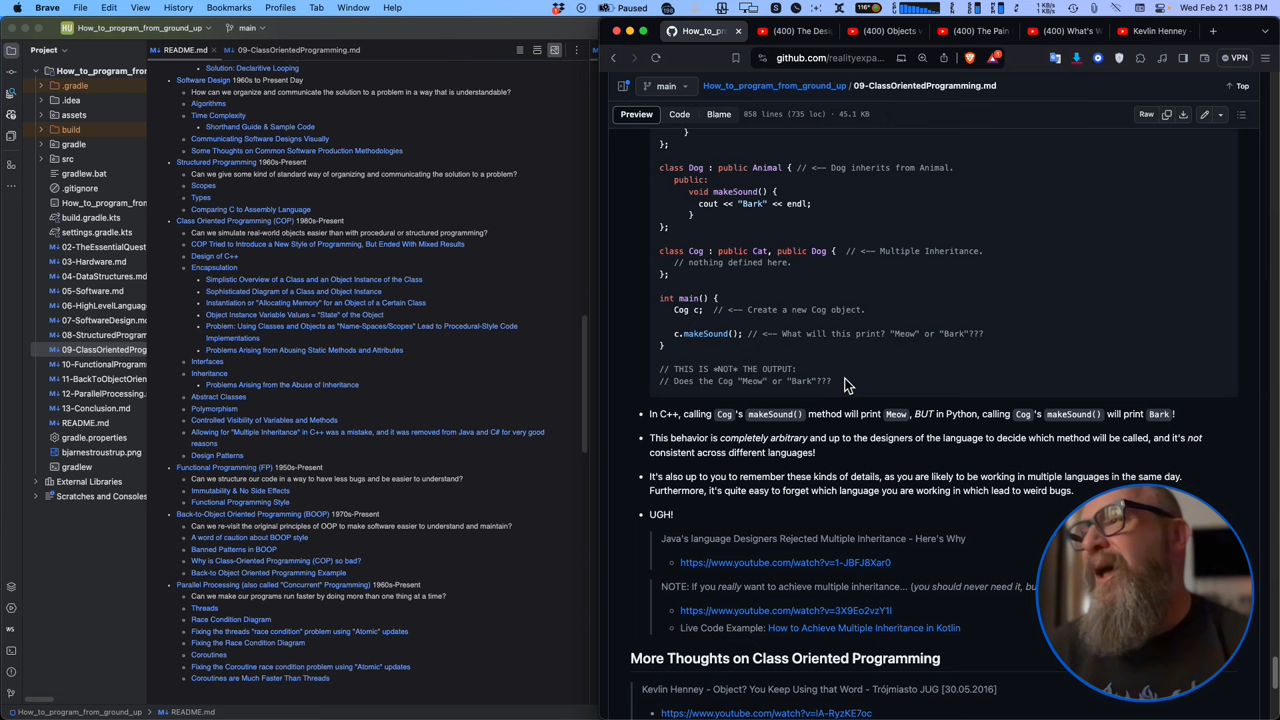 Brave File Edit View History Bookmarks Profiles Tab Window Help
Paused
116°
1 KB/s
0 KB/s
Wed Feb 21 1:38 PM
HU How_to_program_from_ground_up main
Project
How_to_program_from
.gradle
.idea
assets
build
gradle
src
gradlew.bat
.gitignore
How_to_program_from
build.gradle.kts
settings.gradle.kts
02-TheEssentialQuest
03-Hardware.md
04-DataStructures.md
05-Software.md
06-HighLevelLanguage
07-SoftwareDesign.md
08-StructuredProgramm
09-ClassOrientedProg
10-FunctionalProgramm
11-BackToObjectOrien
12-ParallelProcessing.
13-Conclusion.md
README.md
gradle.properties
bjarnestroustrup.png
gradlew
External Libraries
Scratches and Consoles
README.md 09-ClassOrientedProgramming.md
Solution: Declaritive Looping
Software Design 1960s to Present Day
How can we organize and communicate the solution to a problem in a way that is understandable?
Algorithms
Time Complexity
Shorthand Guide & Sample Code
Communicating Software Designs Visually
Some Thoughts on Common Software Production Methodologies
Structured Programming 1960s-Present
Can we give some kind of standard way of organizing and communicating the solution to a problem?
Scopes
Types
Comparing C to Assembly Language
Class Oriented Programming (COP) 1980s-Present
Can we simulate real-world objects easier than with procedural or structured programming?
COP Tried to Introduce a New Style of Programming, But Ended With Mixed Results
Design of C++
Encapsulation
Simplistic Overview of a Class and an Object Instance of the Class
Sophisticated Diagram of a Class and Object Instance
Instantiation or "Allocating Memory" for an Object of a Certain Class
Object Instance Variable Values = "State" of the Object
Problem: Using Classes and Objects as "Name-Spaces/Scopes" Lead to Procedural-Style Code
Implementations
Problems Arising from Abusing Static Methods and Attributes
Interfaces
Inheritance
Problems Arising from the Abuse of Inheritance
Abstract Classes
Polymorphism
Controlled Visibility of Variables and Methods
Allowing for "Multiple Inheritance" in C++ was a mistake, and it was removed from Java and C# for very good
reasons
Design Patterns
Functional Programming (FP) 1950s-Present
Can we structure our code in a way to have less bugs and be easier to understand?
Immutability & No Side Effects
Functional Programming Style
Back-to-Object Oriented Programming (BOOP) 1970s-Present
Can we re-visit the original principles of OOP to make software easier to understand and maintain?
A word of caution about BOOP style
Banned Patterns in BOOP
Why is Class-Oriented Programming (COP) so bad?
Back-to Object Oriented Programming Example
Parallel Processing (also called "Concurrent" Programming) 1960s-Present
Can we make our programs run faster by doing more than one thing at a time?
Threads
Race Condition Diagram
Fixing the threads "race condition" problem using "Atomic" updates
Fixing the Race Condition Diagram
Coroutines
Fixing the Coroutine race condition problem using "Atomic" updates
Coroutines are Much Faster Than Threads
How_to_program_from_ground_up > README.md
How_to_pr (400) The Desi (400) Objects v (400) The Pain (400) What's W Kevlin Henney -
github.com/realityexpa...
VPN
main How_to_program_from_ground_up / 09-ClassOrientedProgramming.md Top
Preview Code Blame 858 lines (735 loc) · 45.1 KB Raw
}
};
class Dog : public Animal { // <-- Dog inherits from Animal.
public:
void makeSound() {
cout << "Bark" << endl;
}
};
class Cog : public Cat, public Dog { // <-- Multiple Inheritance.
// nothing defined here.
};
int main() {
Cog c; // <-- Create a new Cog object.
c.makeSound(); // <-- What will this print? "Meow" or "Bark"???
}
// THIS IS *NOT* THE OUTPUT:
// Does the Cog "Meow" or "Bark"???
In C++, calling Cog's makeSound() method will print Meow, BUT in Python, calling Cog's makeSound() will print Bark!
This behavior is completely arbitrary and up to the designers of the language to decide which method will be called, and it's not
consistent across different languages!
It's also up to you to remember these kinds of details, as you are likely to be working in multiple languages in the same day.
Furthermore, it's quite easy to forget which language you are working in which lead to weird bugs.
UGH!
Java's language Designers Rejected Multiple Inheritance - Here's Why
https://www.youtube.com/watch?v=1-JBFJ8Xar0
NOTE: If you really want to achieve multiple inheritance... (you should never need it, bu
https://www.youtube.com/watch?v=3X9Eo2vzY1I
Live Code Example: How to Achieve Multiple Inheritance in Kotlin
More Thoughts on Class Oriented Programming
Kevlin Henney - Object? You Keep Using that Word - Trójmiasto JUG [30.05.2016]
https://www.youtube.com/watch?v=IA-RyzKE7oc